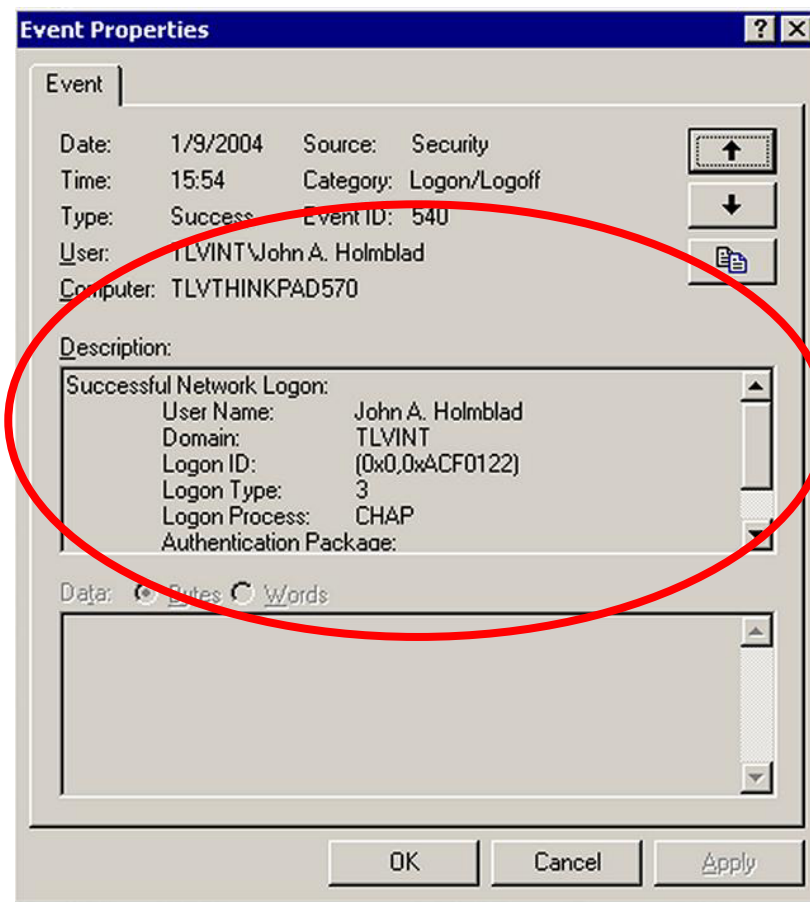 Event Properties
Event
Date: 1/9/2004 Source: Security
Time: 15:54 Category: Logon/Logoff
Type: Success Event ID: 540
User: TLVINT\John A. Holmblad
Computer: TLVTHINKPAD570
Description:
Successful Network Logon:
User Name: John A. Holmblad
Domain: TLVINT
Logon ID: (0x0,0xACF0122)
Logon Type: 3
Logon Process: CHAP
Authentication Package:
Data: Bytes Words
OK Cancel Apply